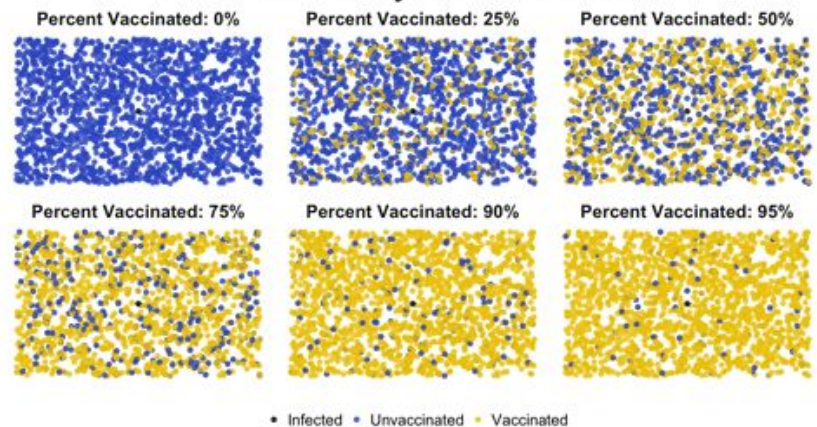 Percent Vaccinated: 0%
Percent Vaccinated: 25%
Percent Vaccinated: 50%
Percent Vaccinated: 75%
Percent Vaccinated: 90%
Percent Vaccinated: 95%
Infected Unvaccinated Vaccinated